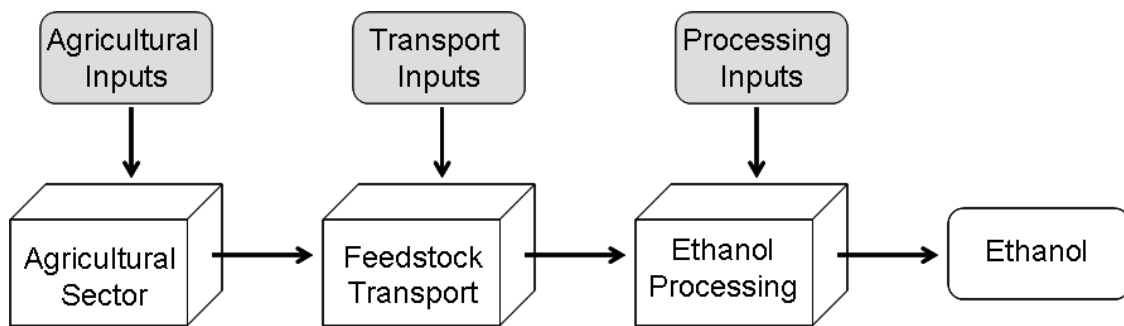 Agricultural
Inputs
Transport
Inputs
Processing
Inputs
Agricultural
Sector
Feedstock
Transport
Ethanol
Processing
Ethanol